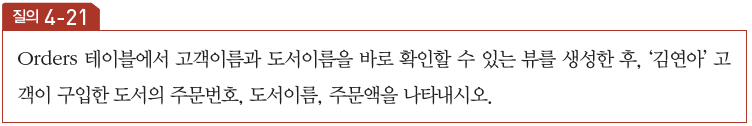 질의 4-21
Orders 테이블에서 고객이름과 도서이름을 바로 확인할 수 있는 뷰를 생성한 후, ‘김연아’ 고
객이 구입한 도서의 주문번호, 도서이름, 주문액을 나타내시오.